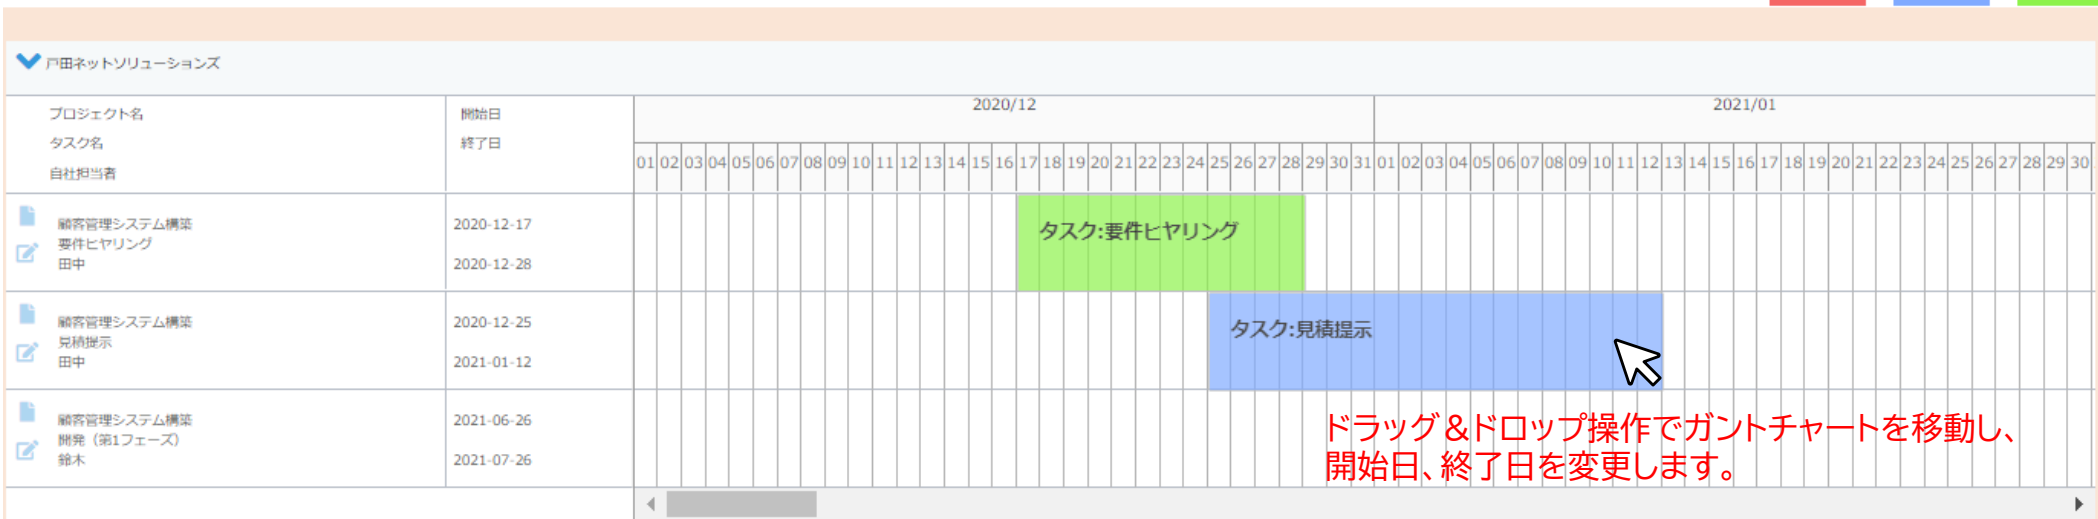 戸田ネットソリューションズ
プロジェクト名
タスク名
自社担当者
開始日
終了日
2020/12
2021/01
01 02 03 04 05 06 07 08 09 10 11 12 13 14 15 16 17 18 19 20 21 22 23 24 25 26 27 28 29 30 31 01 02 03 04 05 06 07 08 09 10 11 12 13 14 15 16 17 18 19 20 21 22 23 24 25 26 27 28 29 30
顧客管理システム構築
要件ヒヤリング
田中
2020-12-17
2020-12-28
タスク:要件ヒヤリング
顧客管理システム構築
見積提示
田中
2020-12-25
2021-01-12
タスク:見積提示
顧客管理システム構築
開発（第1フェーズ）
鈴木
2021-06-26
2021-07-26
ドラッグ＆ドロップ操作でガントチャートを移動し、
開始日、終了日を変更します。